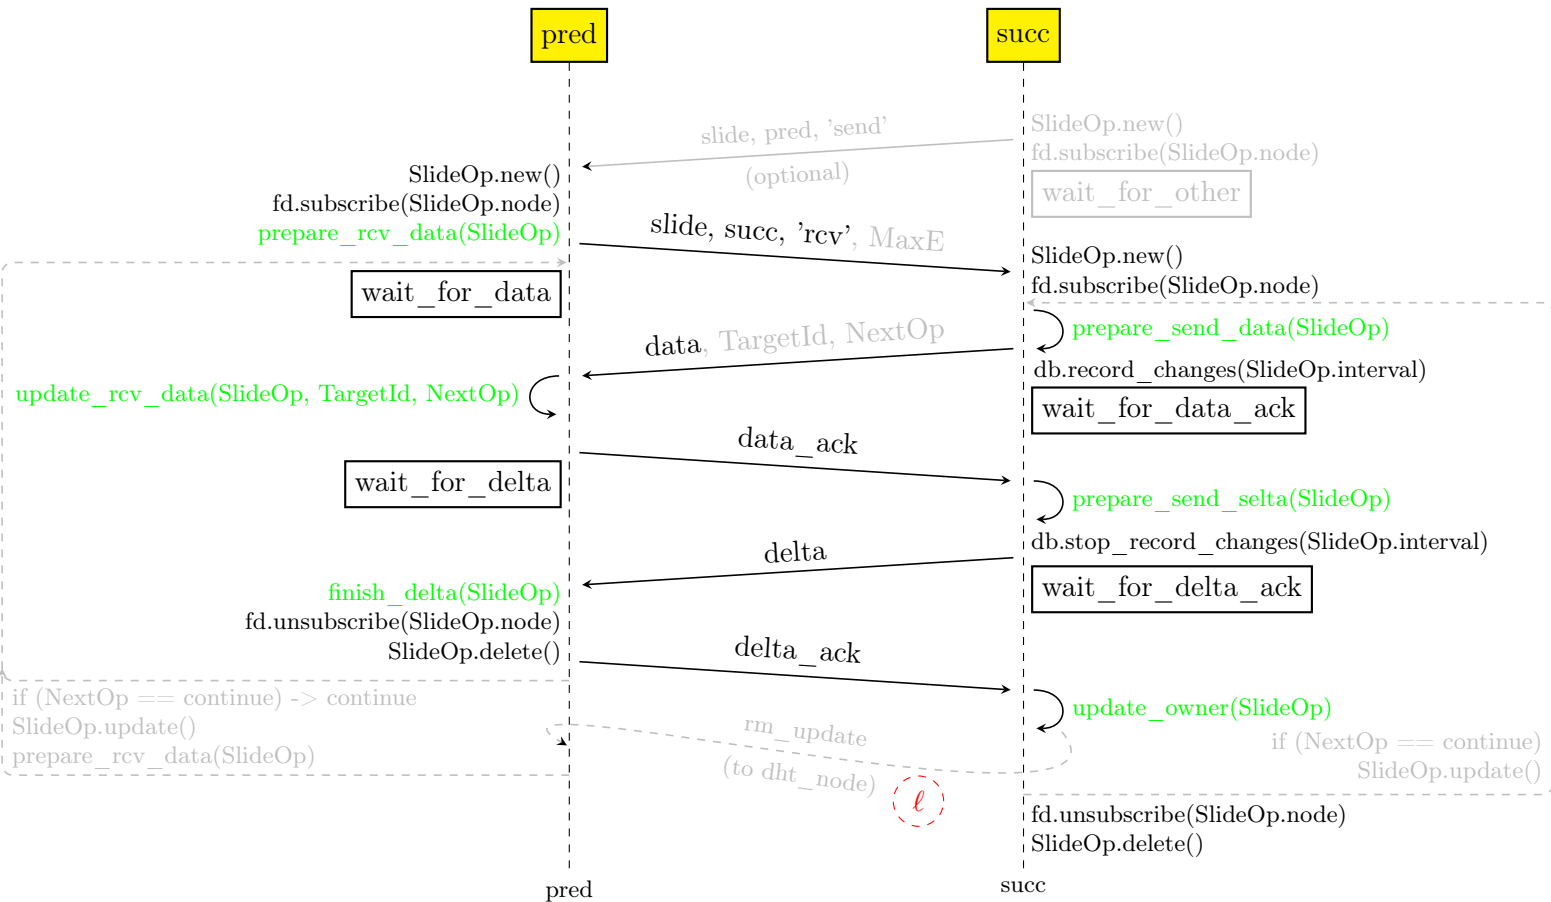 pred
succ
slide, pred, 'send'
(optional)
SlideOp.new()
fd.subscribe(SlideOp.node)
wait_for_other
SlideOp.new()
fd.subscribe(SlideOp.node)
prepare_rcv_data(SlideOp)
slide, succ, 'rcv', MaxE
SlideOp.new()
fd.subscribe(SlideOp.node)
wait_for_data
prepare_send_data(SlideOp)
data, TargetId, NextOp
db.record_changes(SlideOp.interval)
update_rcv_data(SlideOp, TargetId, NextOp)
wait_for_data_ack
data_ack
wait_for_delta
prepare_send_selta(SlideOp)
db.stop_record_changes(SlideOp.interval)
delta
wait_for_delta_ack
finish_delta(SlideOp)
fd.unsubscribe(SlideOp.node)
SlideOp.delete()
delta_ack
if (NextOp == continue) -> continue
SlideOp.update()
prepare_rcv_data(SlideOp)
update_owner(SlideOp)
rm_update
(to dht_node)
if (NextOp == continue)
SlideOp.update()
ℓ
fd.unsubscribe(SlideOp.node)
SlideOp.delete()
pred
succ